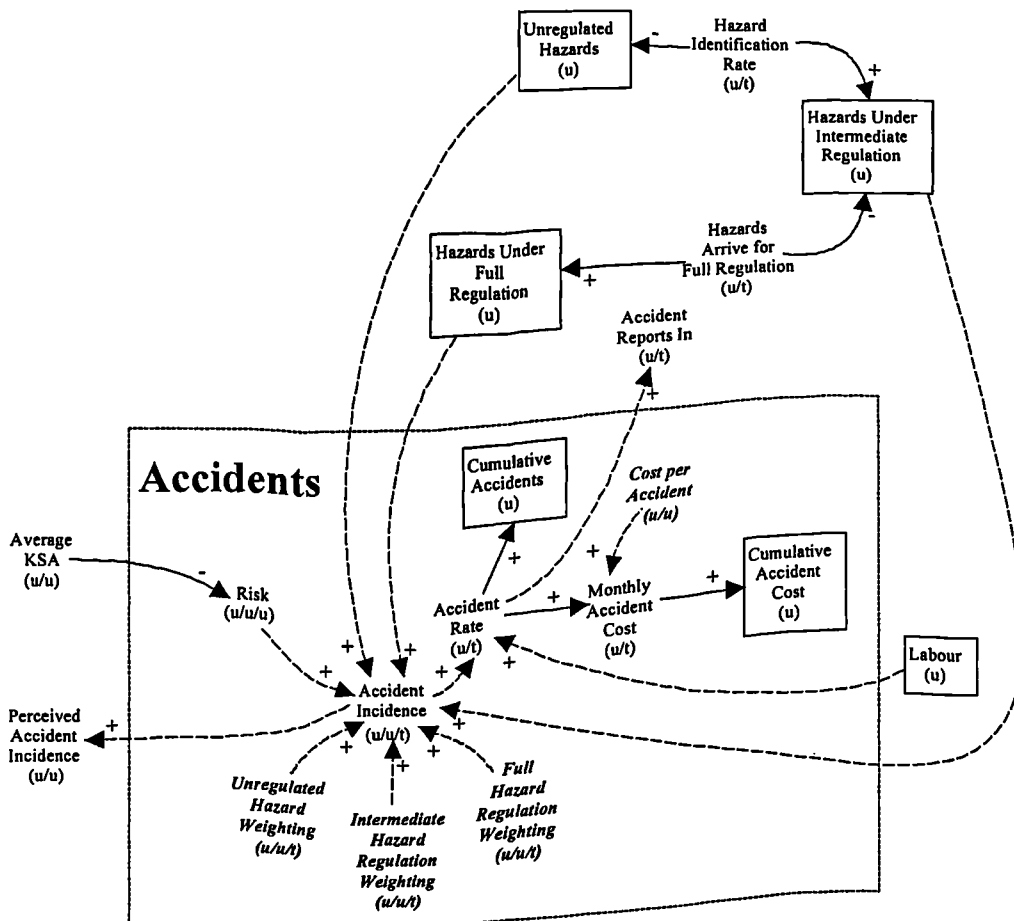 Unregulated
Hazards
(u)
-
Hazard
Identification
Rate
(u/t)
+
Hazards Under
Intermediate
Regulation
(u)
-
Hazards Under
Full
Regulation
(u)
+
Hazards
Arrive for
Full Regulation
(u/t)
Accident
Reports In
(u/t)
+
Accidents
Cumulative
Accidents
(u)
+
Cost per
Accident
(u/u)
+
Average
KSA
(u/u)
-
Risk
(u/u/u)
+
Accident
Rate
(u/t)
+
+
+
Monthly
Accident
Cost
(u/t)
+
Cumulative
Accident
Cost
(u)
Labour
(u)
+
+
Accident
Incidence
(u/u/t)
+
+
+
+
Perceived
Accident
Incidence
(u/u)
+
Unregulated
Hazard
Weighting
(u/u/t)
Intermediate
Hazard
Regulation
Weighting
(u/u/t)
Full
Hazard
Regulation
Weighting
(u/u/t)